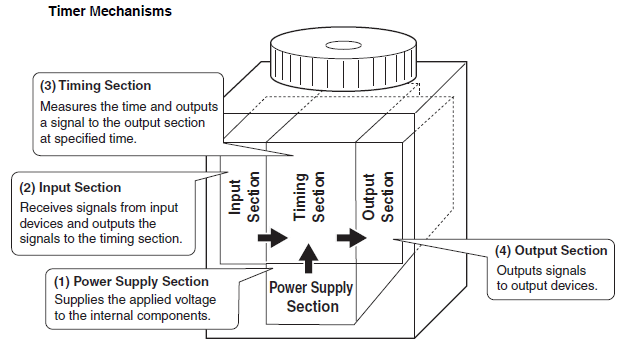 Timer Mechanisms
(3) Timing Section
Measures the time and outputs
a signal to the output section
at specified time.
(2) Input Section
Receives signals from input
devices and outputs the
signals to the timing section.
(1) Power Supply Section
Supplies the applied voltage
to the internal components.
Input
Section
Timing
Section
Output
Section
Power Supply
Section
(4) Output Section
Outputs signals
to output devices.